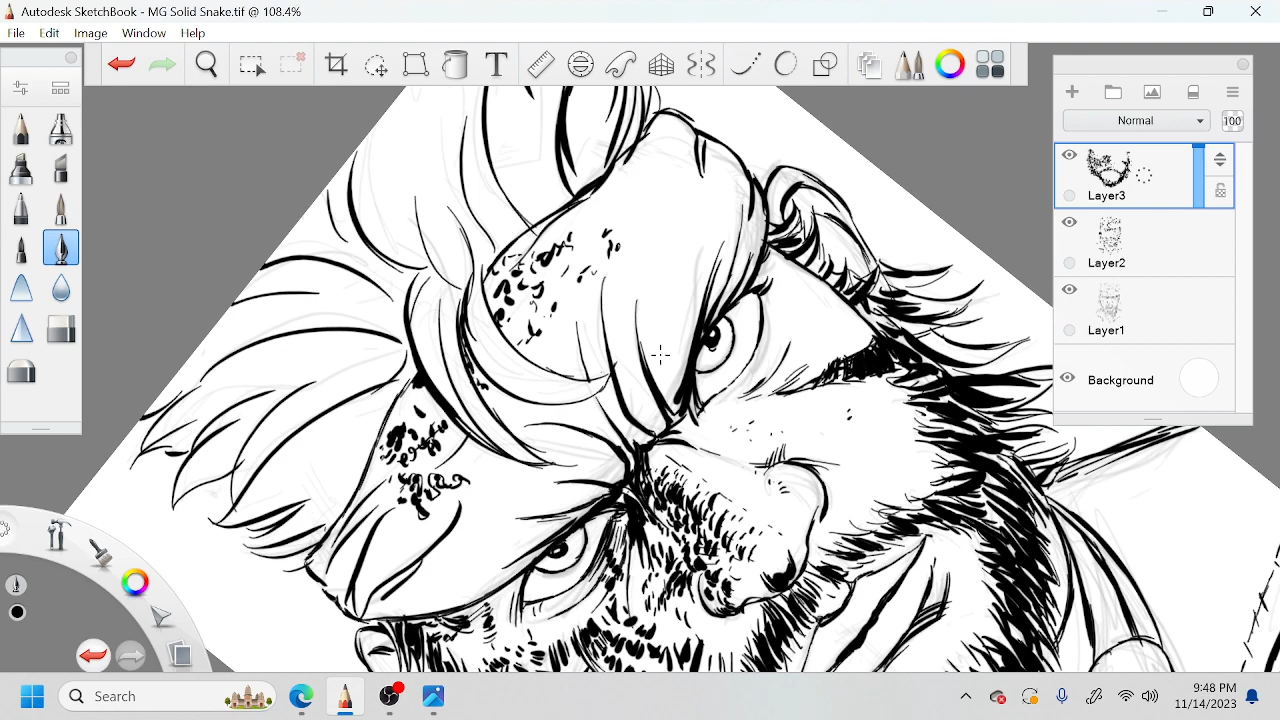 Autodesk SketchBook - MG Solid Snake.tif @ 108.4%
File Edit Image Window Help
T
Normal
100
Layer3
Layer2
Layer1
Background
Search
9:48 PM
11/14/2023